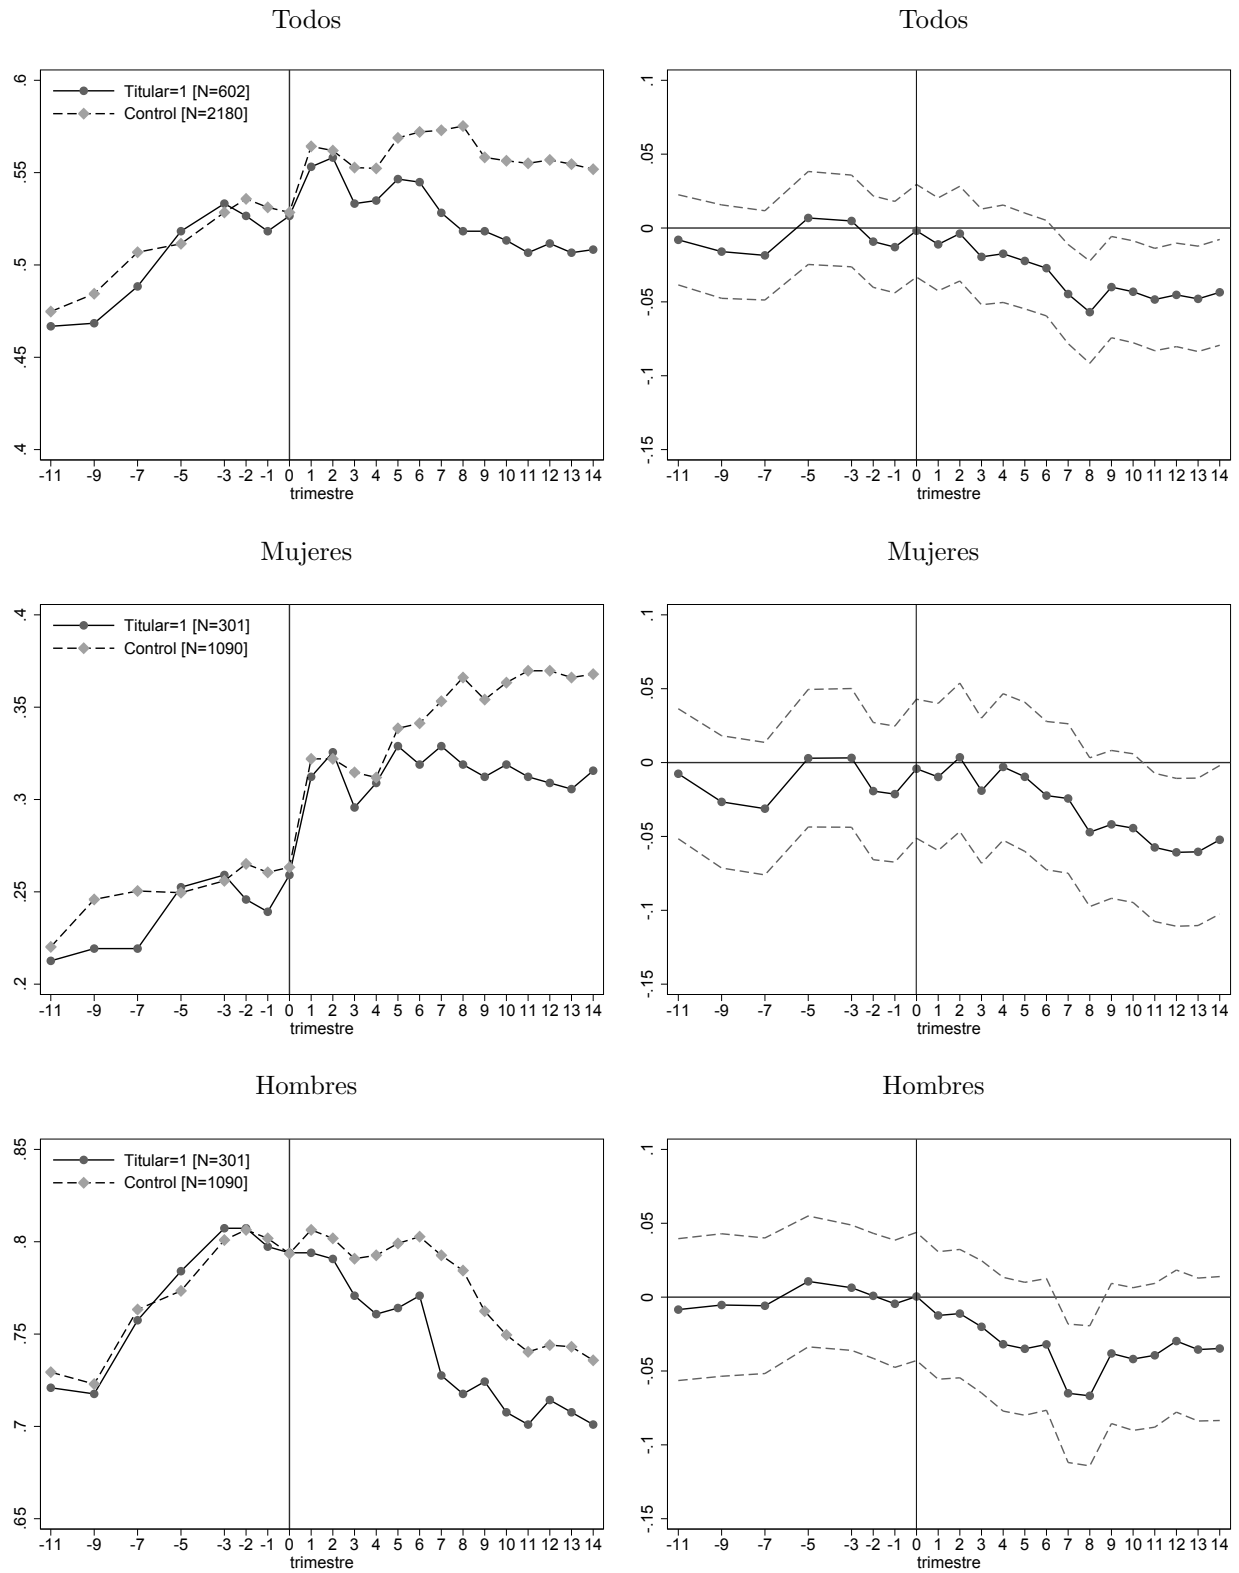 Todos
.6
.55
.5
.45
.4
Titular=1 [N=602]
Control [N=2180]
-11 -9 -7 -5 -3 -2 -1 0 1 2 3 4 5 6 7 8 9 10 11 12 13 14
trimestre
Todos
.1
.05
0
-.05
-.1
-.15
-11 -9 -7 -5 -3 -2 -1 0 1 2 3 4 5 6 7 8 9 10 11 12 13 14
trimestre
Mujeres
.4
.35
.3
.25
.2
Titular=1 [N=301]
Control [N=1090]
-11 -9 -7 -5 -3 -2 -1 0 1 2 3 4 5 6 7 8 9 10 11 12 13 14
trimestre
Mujeres
.1
.05
0
-.05
-.1
-.15
-11 -9 -7 -5 -3 -2 -1 0 1 2 3 4 5 6 7 8 9 10 11 12 13 14
trimestre
Hombres
.85
.8
.75
.7
.65
Titular=1 [N=301]
Control [N=1090]
-11 -9 -7 -5 -3 -2 -1 0 1 2 3 4 5 6 7 8 9 10 11 12 13 14
trimestre
Hombres
.1
.05
0
-.05
-.1
-.15
-11 -9 -7 -5 -3 -2 -1 0 1 2 3 4 5 6 7 8 9 10 11 12 13 14
trimestre